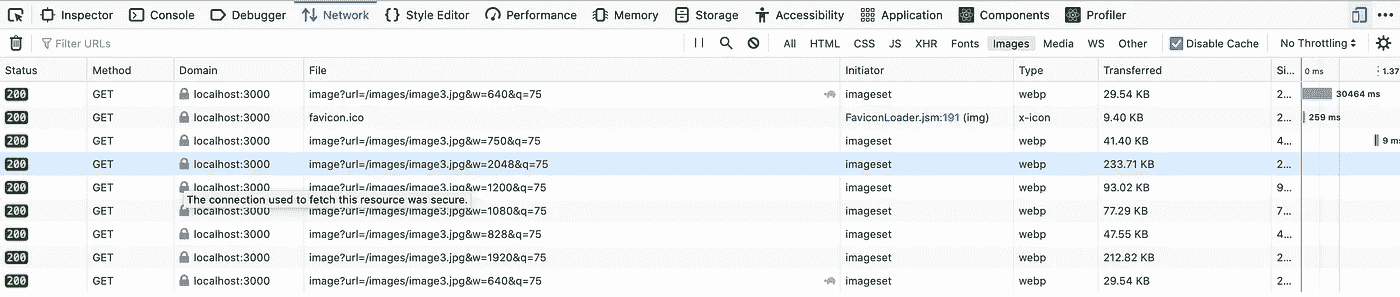 Inspector Console Debugger Network Style Editor Performance Memory Storage Accessibility Application Components Profiler
Filter URLs All HTML CSS JS XHR Fonts Images Media WS Other Disable Cache No Throttling
Status Method Domain File Initiator Type Transferred Si... 0 ms 1.37
200 GET localhost:3000 image?url=/images/image3.jpg&w=640&q=75 imageset webp 29.54 KB 2... 30464 ms
200 GET localhost:3000 favicon.ico FaviconLoader.jsm:191 (img) x-icon 9.40 KB 2... 259 ms
200 GET localhost:3000 image?url=/images/image3.jpg&w=750&q=75 imageset webp 41.40 KB 4... 9 ms
200 GET localhost:3000 image?url=/images/image3.jpg&w=2048&q=75 imageset webp 233.71 KB 2...
200 GET localhost:3000 image?url=/images/image3.jpg&w=1200&q=75 imageset webp 93.02 KB 9...
The connection used to fetch this resource was secure.
200 GET localhost:3000 image?url=/images/image3.jpg&w=1080&q=75 imageset webp 77.29 KB 7...
200 GET localhost:3000 image?url=/images/image3.jpg&w=828&q=75 imageset webp 47.55 KB 4...
200 GET localhost:3000 image?url=/images/image3.jpg&w=1920&q=75 imageset webp 212.82 KB 2...
200 GET localhost:3000 image?url=/images/image3.jpg&w=640&q=75 imageset webp 29.54 KB 2...